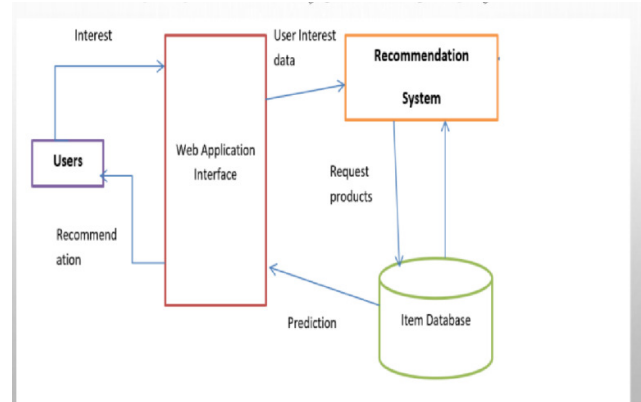 Interest
User Interest
data
Recommendation
System
Users
Web Application
Interface
Request
products
Recommend
ation
Prediction
Item Database